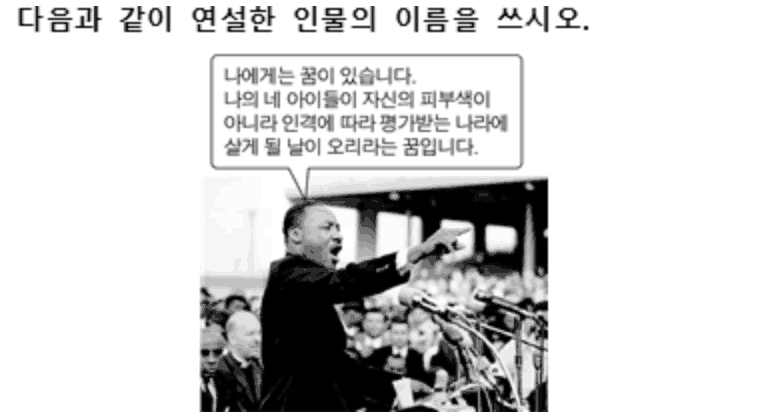 다음과 같이 연설한 인물의 이름을 쓰시오.
나에게는 꿈이 있습니다.
나의 네 아이들이 자신의 피부색이
아니라 인격에 따라 평가받는 나라에
살게 될 날이 오리라는 꿈입니다.